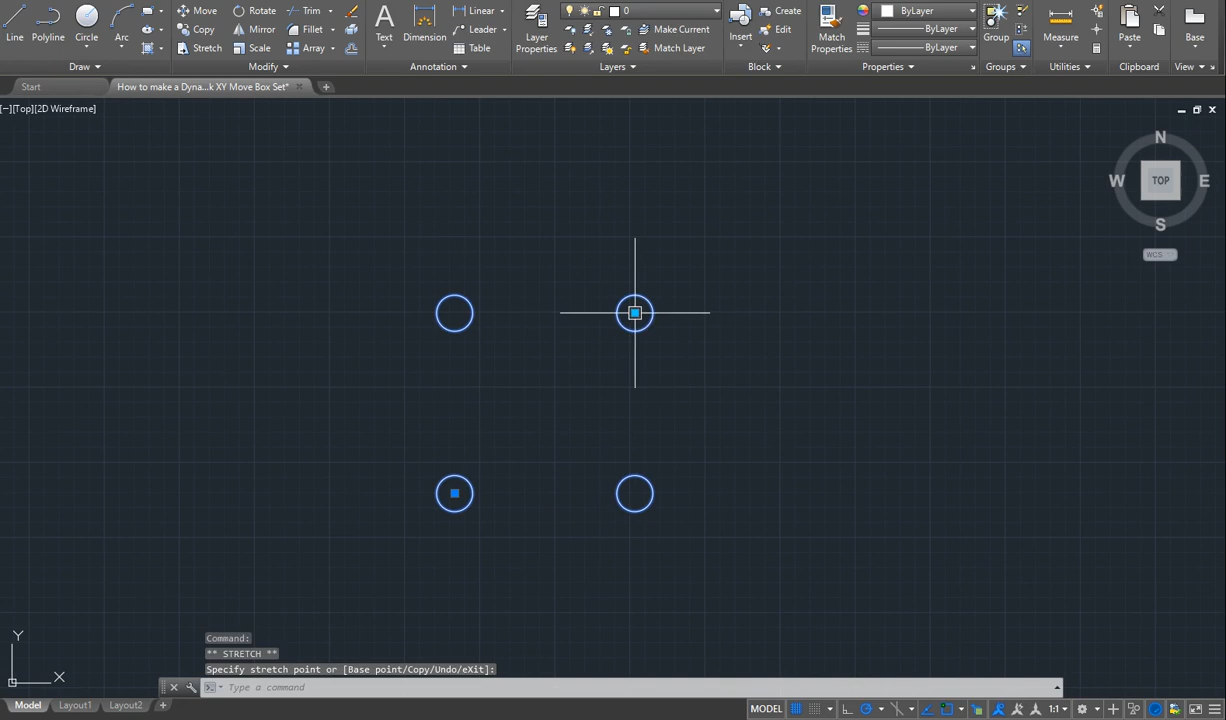 Line Polyline Circle Arc
Move Rotate Trim
Copy Mirror Fillet
Stretch Scale Array
Draw Modify
Text Dimension
Linear
Leader
Table
Annotation
Layer Properties
0
Make Current
Match Layer
Layers
Insert
Create
Edit
Block
Match Properties
ByLayer
ByLayer
ByLayer
Properties
Group
Groups
Measure
Utilities
Paste
Clipboard
Base
View
Start
How to make a Dyna...k XY Move Box Set*
[−][Top][2D Wireframe]
N
W TOP E
S
WCS
Y
X
Command:
** STRETCH **
Specify stretch point or [Base point/Copy/Undo/eXit]:
Type a command
Model Layout1 Layout2
MODEL
1:1